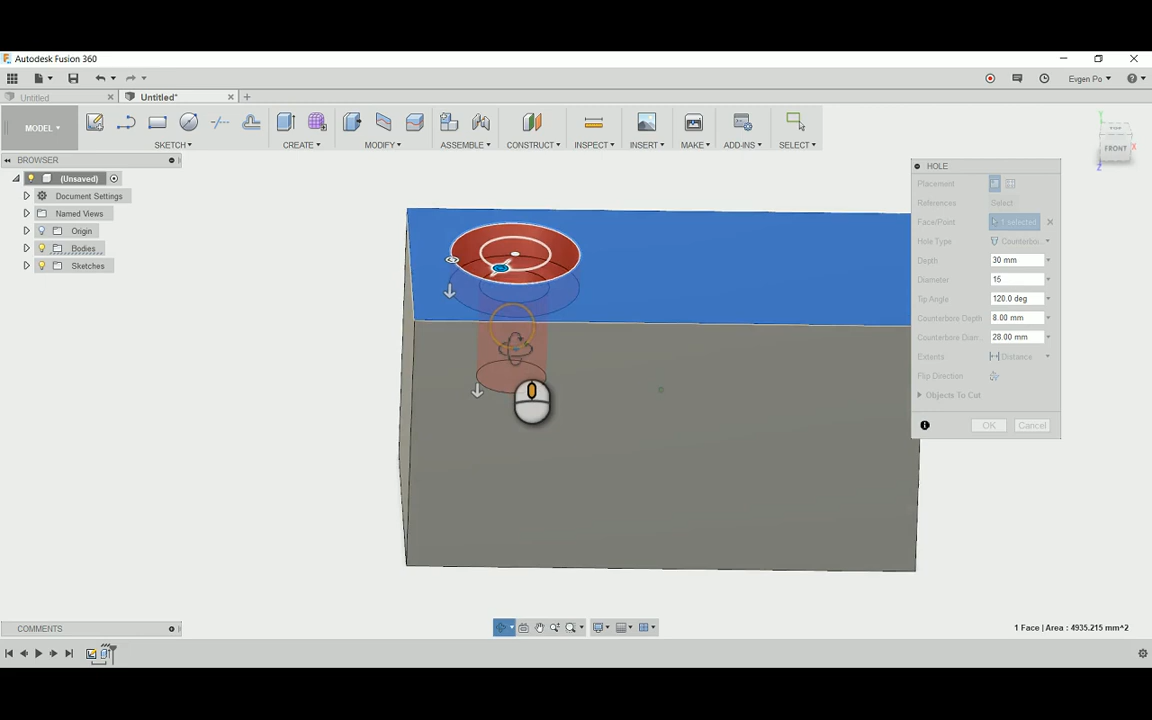 Autodesk Fusion 360
Evgen Po
Untitled
Untitled*
MODEL
SKETCH
CREATE
MODIFY
ASSEMBLE
CONSTRUCT
INSPECT
INSERT
MAKE
ADD-INS
SELECT
TOP
FRONT
BROWSER
(Unsaved)
Document Settings
Named Views
Origin
Bodies
Sketches
HOLE
Placement
References Select
Face/Point 1 selected
Hole Type Counterbo
Depth 30 mm
Diameter 15
Tip Angle 120.0 deg
Counterbore Depth 8.00 mm
Counterbore Diam 28.00 mm
Extents Distance
Flip Direction
Objects To Cut
OK Cancel
COMMENTS
1 Face | Area : 4935.215 mm^2